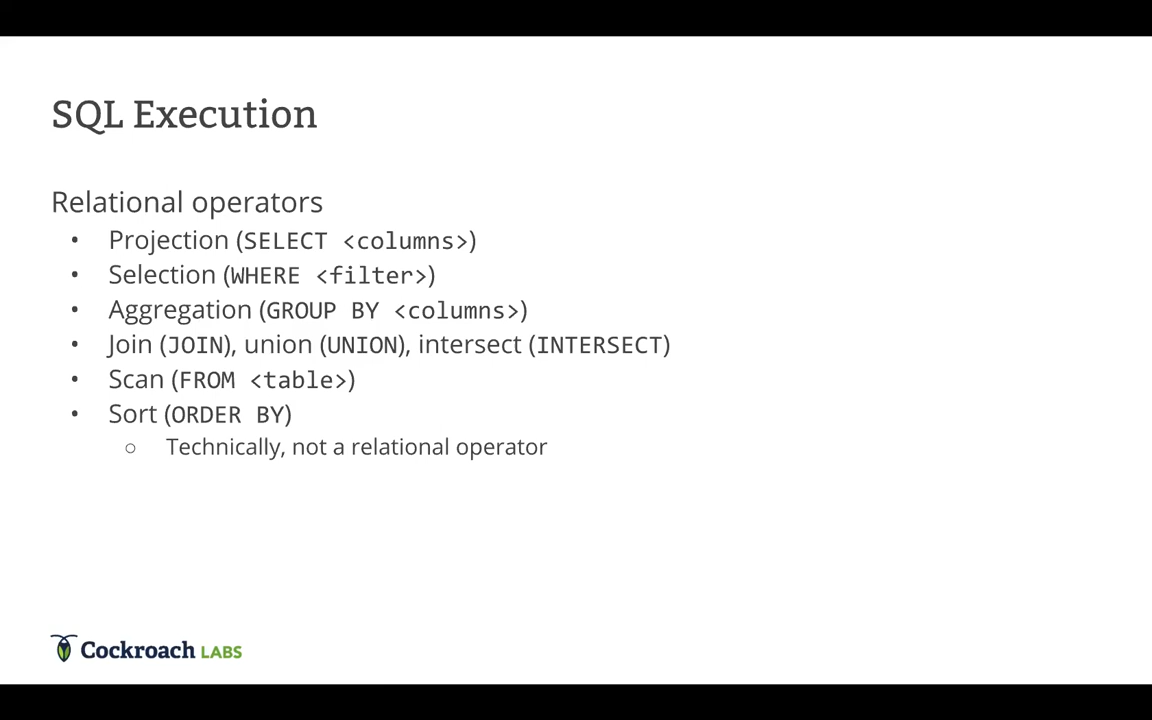 SQL Execution
Relational operators
• Projection (SELECT <columns>)
• Selection (WHERE <filter>)
• Aggregation (GROUP BY <columns>)
• Join (JOIN), union (UNION), intersect (INTERSECT)
• Scan (FROM <table>)
• Sort (ORDER BY)
○ Technically, not a relational operator
Cockroach LABS